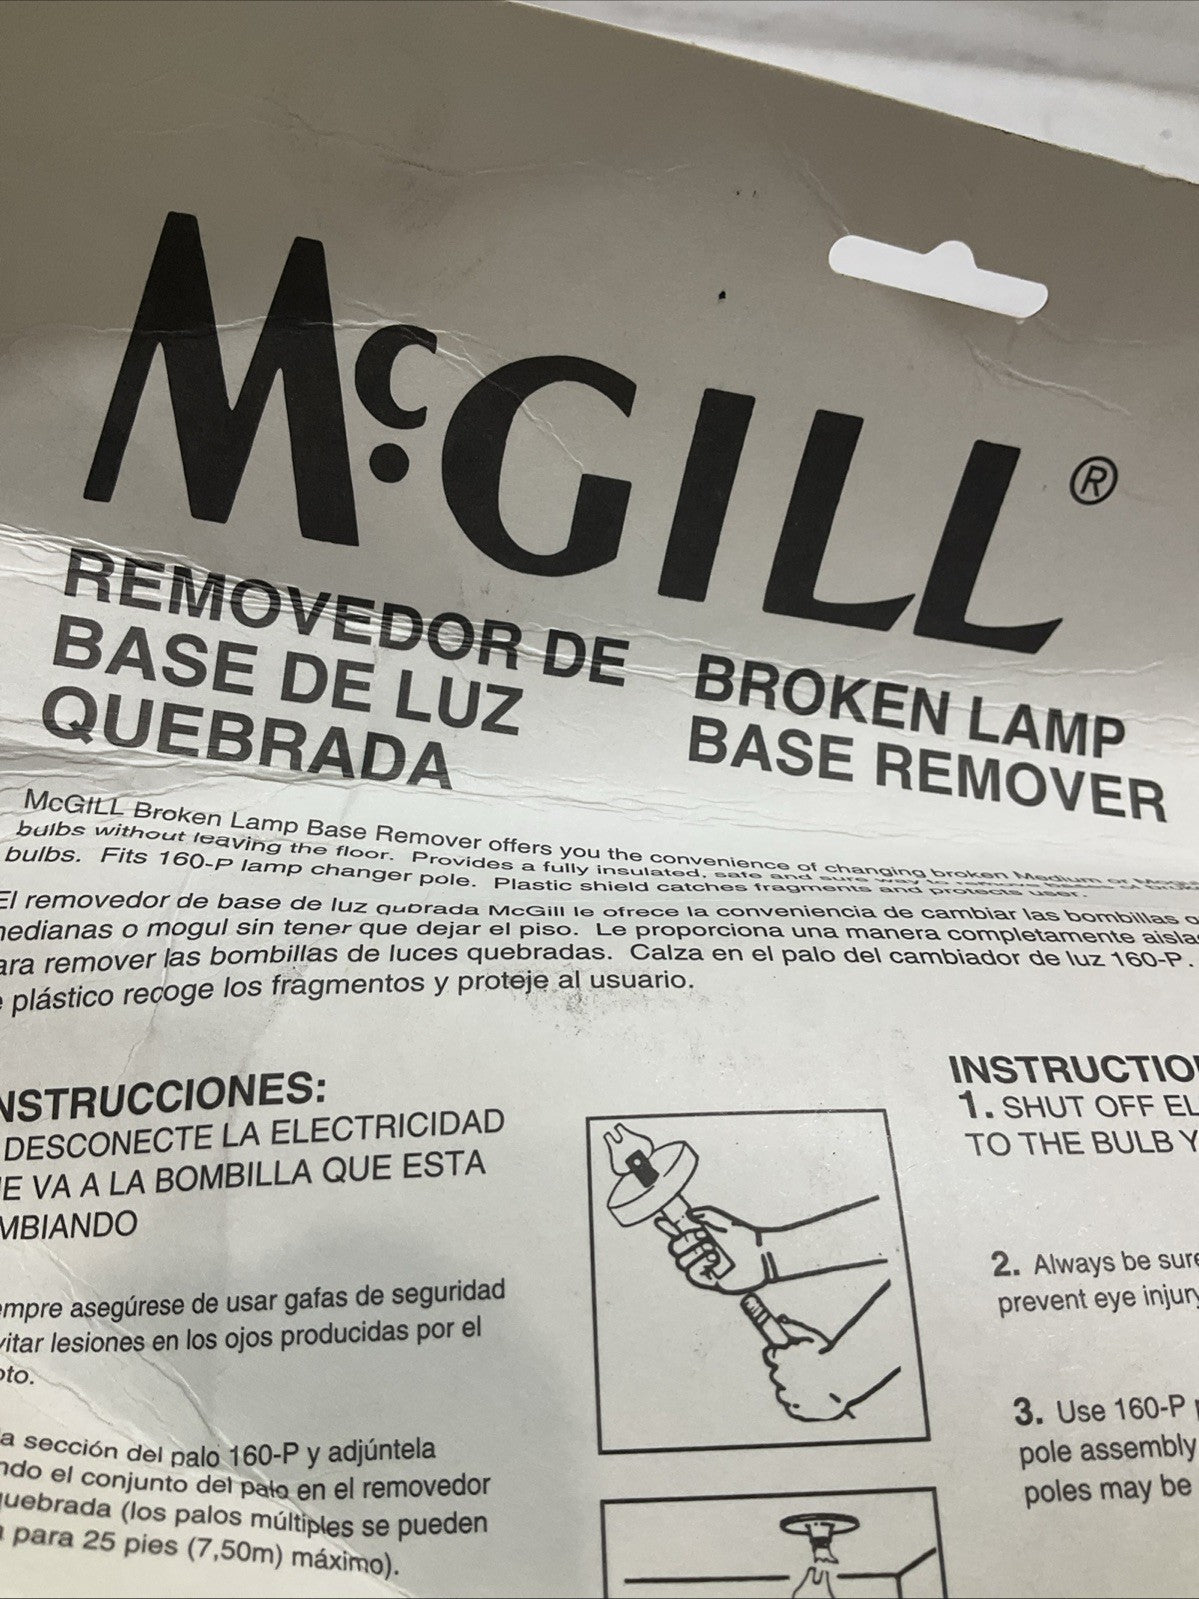 McGILL®
REMOVEDOR DE
BASE DE LUZ
QUEBRADA
BROKEN LAMP
BASE REMOVER
McGILL Broken Lamp Base Remover offers you the convenience of changing broken Medium or
bulbs without leaving the floor. Provides a fully insulated, safe and sure way to remove bases of
bulbs. Fits 160-P lamp changer pole. Plastic shield catches fragments and protects user.
El removedor de base de luz qubrada McGill le ofrece la conveniencia de cambiar las bombillas
medianas o mogul sin tener que dejar el piso. Le proporciona una manera completamente
ara remover las bombillas de luces quebradas. Calza en el palo del cambiador de luz 160-P.
plástico recoge los fragmentos y proteje al usuario.
NSTRUCCIONES:
DESCONECTE LA ELECTRICIDAD
E VA A LA BOMBILLA QUE ESTA
MBIANDO
empre asegúrese de usar gafas de seguridad
vitar lesiones en los ojos producidas por el
oto.
a sección del palo 160-P y adjúntela
ndo el conjunto del palo en el removedor
quebrada (los palos múltiples se pueden
para 25 pies (7,50m) máximo).
INSTRUCTIO
1. SHUT OFF EL
TO THE BULB Y
2. Always be sure
prevent eye injury
3. Use 160-P
pole assembly
poles may be